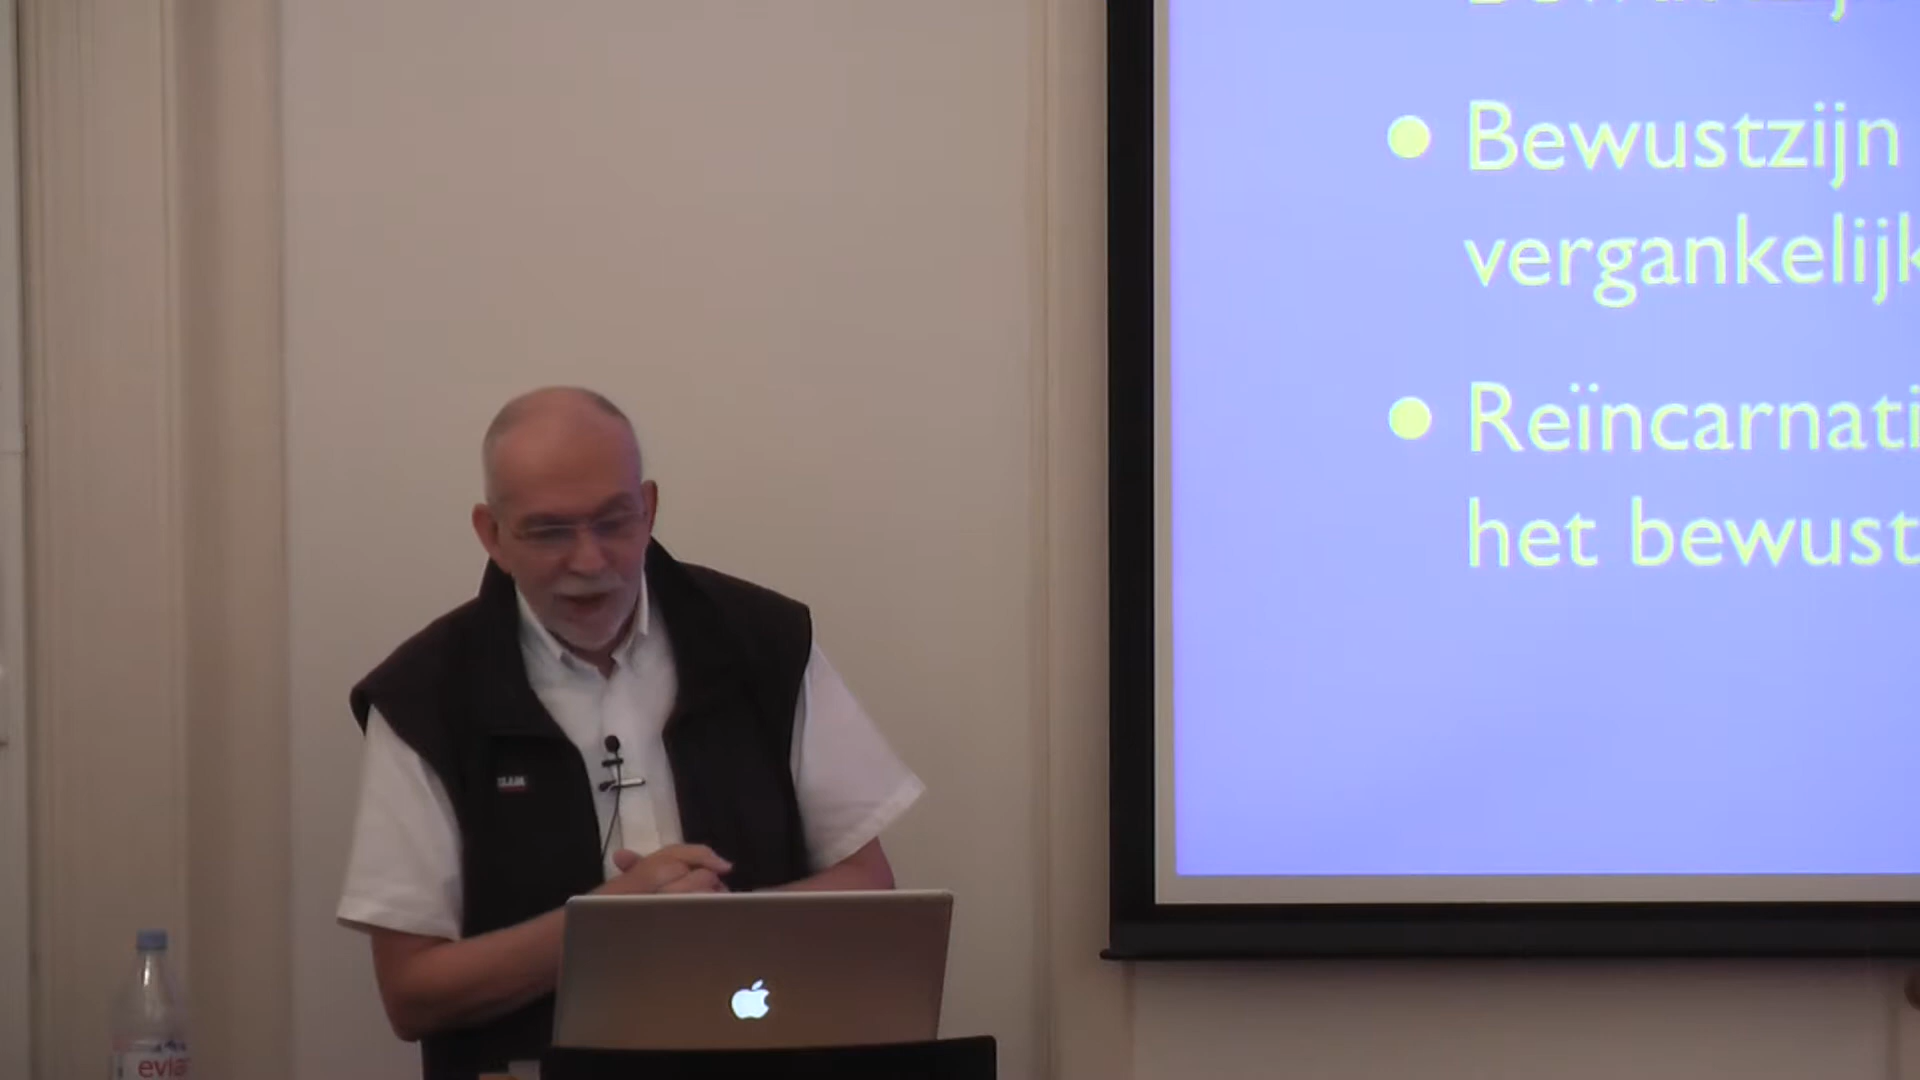 Bewustzijn
vergankelijk
Reïncarnati
het bewust
evian